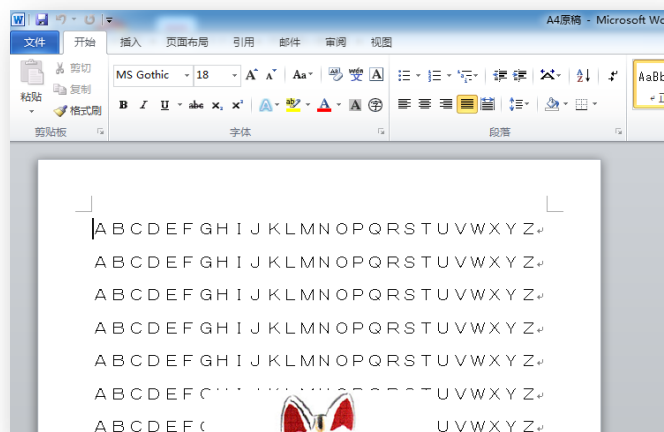 A4原稿 - Microsoft Wo
文件 开始 插入 页面布局 引用 邮件 审阅 视图
剪切
复制
粘贴 格式刷
MS Gothic 18
剪贴板 字体 段落
AaBb
ABCDEFGHIJKLMNOPQRSTUVWXYZ
ABCDEFGHIJKLMNOPQRSTUVWXYZ
ABCDEFGHIJKLMNOPQRSTUVWXYZ
ABCDEFGHIJKLMNOPQRSTUVWXYZ
ABCDEFGHIJKLMNOPQRSTUVWXYZ
ABCDEF TUVWXYZ
ABCDEF UVWXYZ